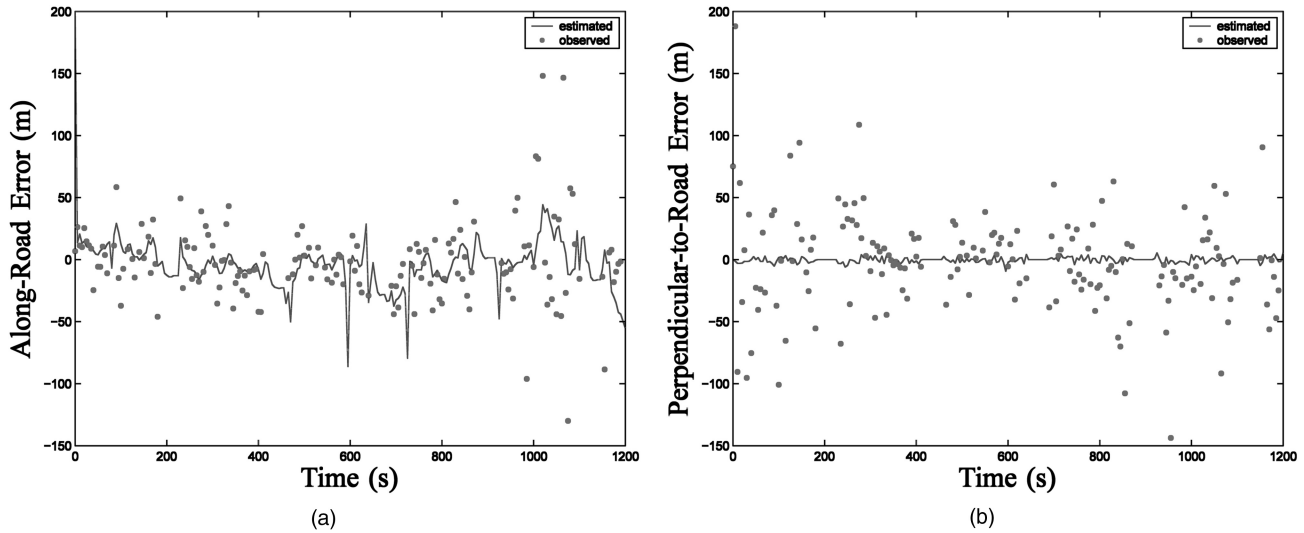 200
150
100
50
0
−50
−100
−150
Along-Road Error (m)
estimated
observed
0 200 400 600 800 1000 1200
Time (s)
(a)
200
150
100
50
0
−50
−100
−150
Perpendicular-to-Road Error (m)
estimated
observed
0 200 400 600 800 1000 1200
Time (s)
(b)